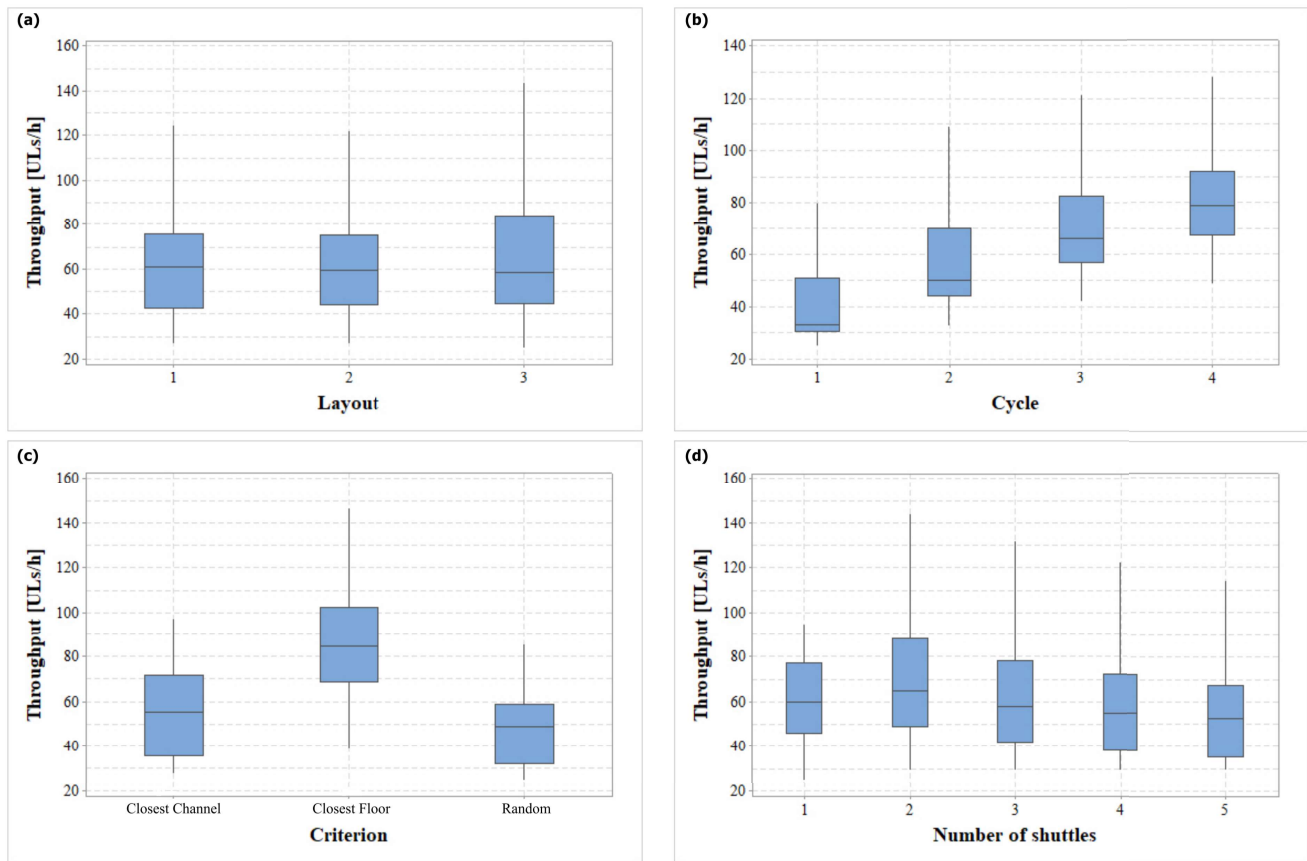 (a)
Throughput [ULs/h]
160
140
120
100
80
60
40
20
1 2 3
Layout
(b)
Throughput [ULs/h]
140
120
100
80
60
40
20
1 2 3 4
Cycle
(c)
Throughput [ULs/h]
160
140
120
100
80
60
40
20
Closest Channel Closest Floor Random
Criterion
(d)
Throughput [ULs/h]
160
140
120
100
80
60
40
20
1 2 3 4 5
Number of shuttles